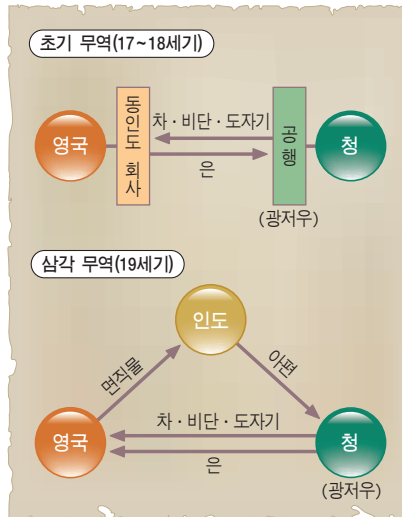 초기 무역(17~18세기)
영국
동인도 회사
차·비단·도자기
은
공행
청
(광저우)
삼각 무역(19세기)
인도
면직물
아편
영국
차·비단·도자기
은
청
(광저우)